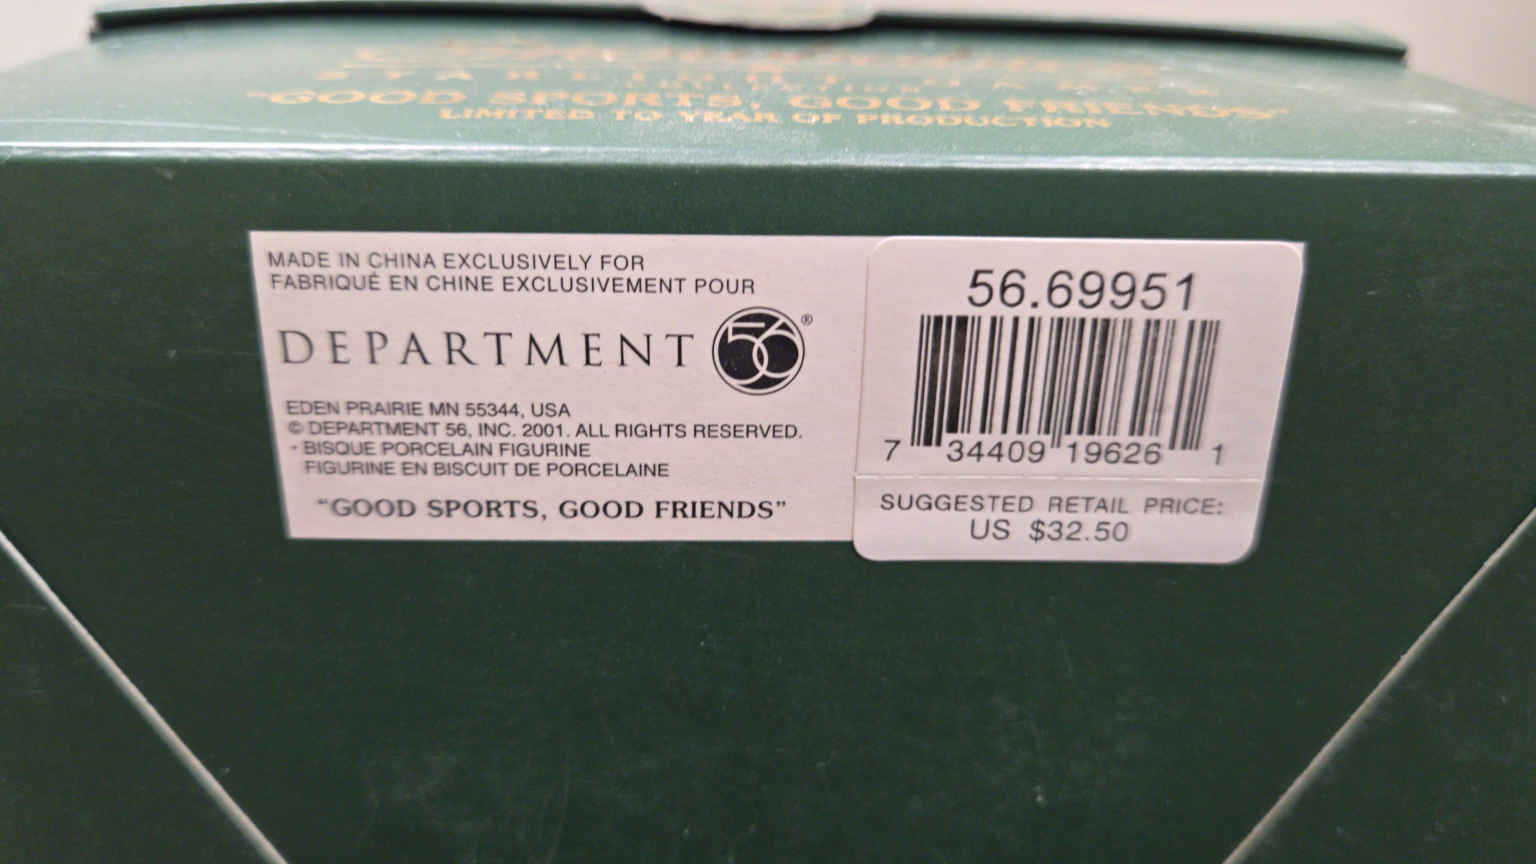 STARLIGHT GAMES
COLLECTION
"GOOD SPORTS, GOOD FRIENDS"
LIMITED TO YEAR OF PRODUCTION
MADE IN CHINA EXCLUSIVELY FOR
FABRIQUÉ EN CHINE EXCLUSIVEMENT POUR
DEPARTMENT 56®
EDEN PRAIRIE MN 55344, USA
© DEPARTMENT 56, INC. 2001. ALL RIGHTS RESERVED.
- BISQUE PORCELAIN FIGURINE
FIGURINE EN BISCUIT DE PORCELAINE
"GOOD SPORTS, GOOD FRIENDS"
56.69951
7 34409 19626 1
SUGGESTED RETAIL PRICE:
US $32.50